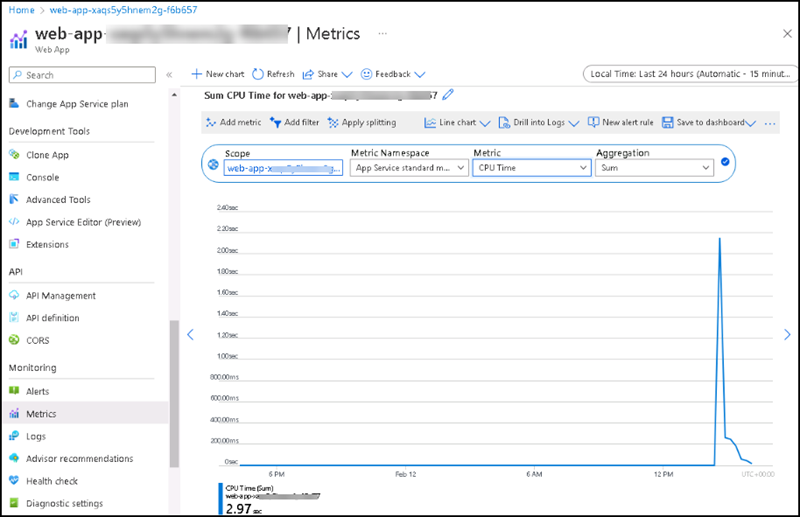 Home > web-app-xaqs5y5hnem2g-f6b657
web-app- | Metrics ...
Web App
Search «
Change App Service plan
Development Tools
Clone App
Console
Advanced Tools
App Service Editor (Preview)
Extensions
API
API Management
API definition
CORS
Monitoring
Alerts
Metrics
Logs
Advisor recommendations
Health check
Diagnostic settings
New chart Refresh Share Feedback
Local Time: Last 24 hours (Automatic - 15 minut...
Sum CPU Time for web-app-
Add metric Add filter Apply splitting Line chart Drill into Logs New alert rule Save to dashboard ...
Scope Metric Namespace Metric Aggregation
web-app- App Service standard m... CPU Time Sum
2.40sec
2.20sec
2.00sec
1.80sec
1.60sec
1.40sec
1.20sec
1.00sec
800.00ms
600.00ms
400.00ms
200.00ms
0sec
6 PM Feb 12 6 AM 12 PM UTC+00:00
CPU Time (Sum)
web-app-
2.97 sec